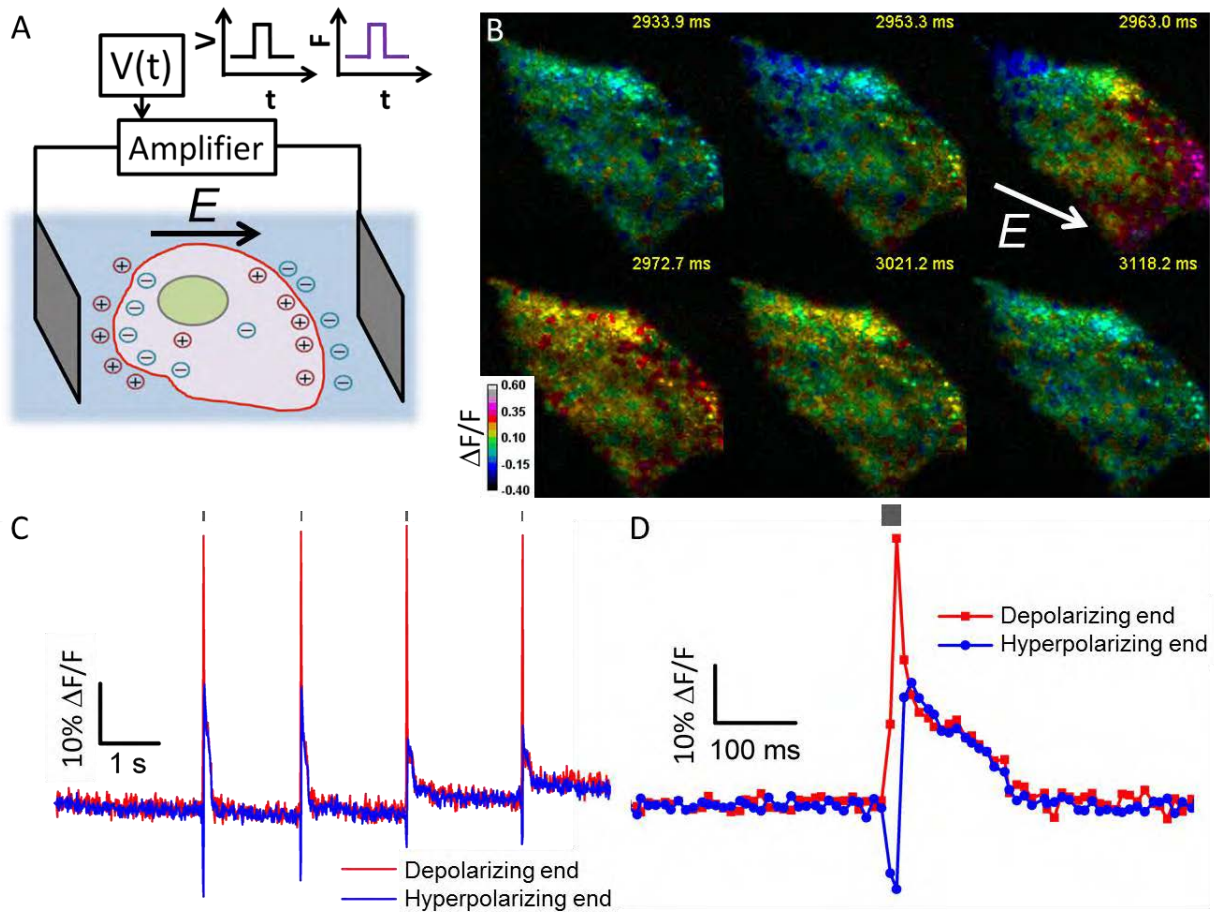 A
V(t)
V
t
F
t
Amplifier
E
+ − + − + − + − + − + − + − + − + − + − + −
B
2933.9 ms
2953.3 ms
2963.0 ms
E
2972.7 ms
3021.2 ms
3118.2 ms
ΔF/F
0.60
0.35
0.10
-0.15
-0.40
C
10% ΔF/F
1 s
Depolarizing end
Hyperpolarizing end
D
Depolarizing end
Hyperpolarizing end
10% ΔF/F
100 ms